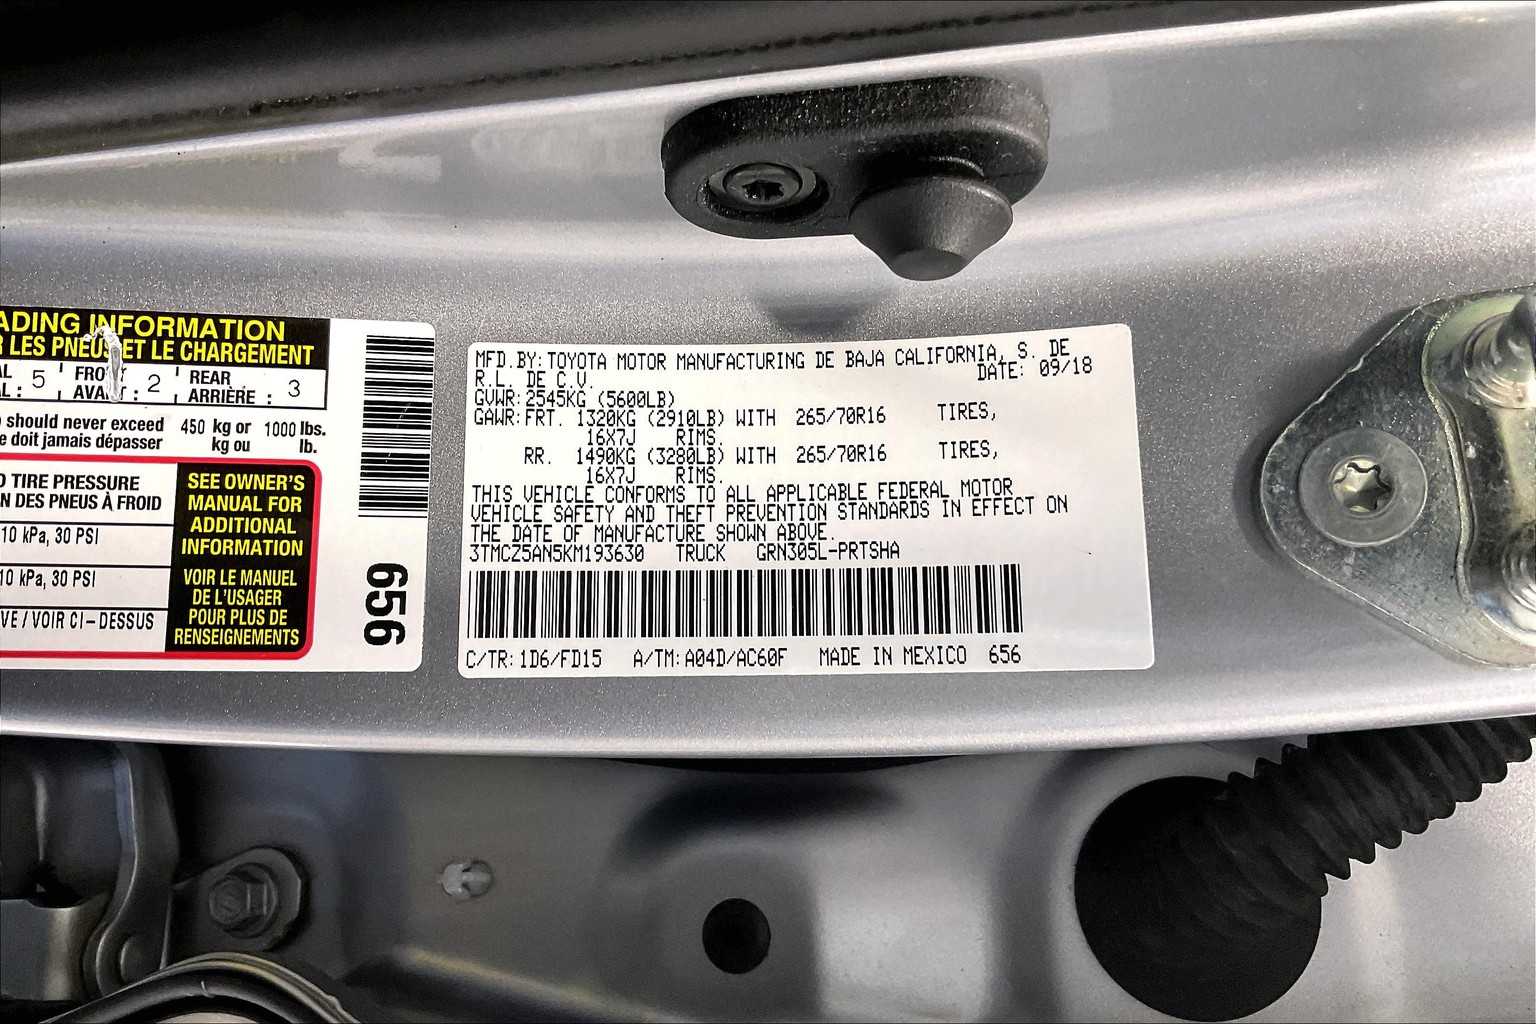 ADING INFORMATION
R LES PNEUS ET LE CHARGEMENT
AL : 5 FRONT AVANT : 2 REAR ARRIÈRE : 3
should never exceed 450 kg or 1000 lbs.
e doit jamais dépasser kg ou lb.
TIRE PRESSURE
N DES PNEUS À FROID
10 kPa, 30 PSI
10 kPa, 30 PSI
VE / VOIR CI-DESSUS
SEE OWNER'S
MANUAL FOR
ADDITIONAL
INFORMATION
VOIR LE MANUEL
DE L'USAGER
POUR PLUS DE
RENSEIGNEMENTS
656
MFD.BY:TOYOTA MOTOR MANUFACTURING DE BAJA CALIFORNIA, S. DE
R.L. DE C.V. DATE: 09/18
GVWR:2545KG (5600LB)
GAWR:FRT. 1320KG (2910LB) WITH 265/70R16 TIRES,
16X7J RIMS.
RR. 1490KG (3280LB) WITH 265/70R16 TIRES,
16X7J RIMS.
THIS VEHICLE CONFORMS TO ALL APPLICABLE FEDERAL MOTOR
VEHICLE SAFETY AND THEFT PREVENTION STANDARDS IN EFFECT ON
THE DATE OF MANUFACTURE SHOWN ABOVE.
3TMCZ5AN5KM193630 TRUCK GRN305L-PRTSHA
C/TR:1D6/FD15 A/TM:A04D/AC60F MADE IN MEXICO 656